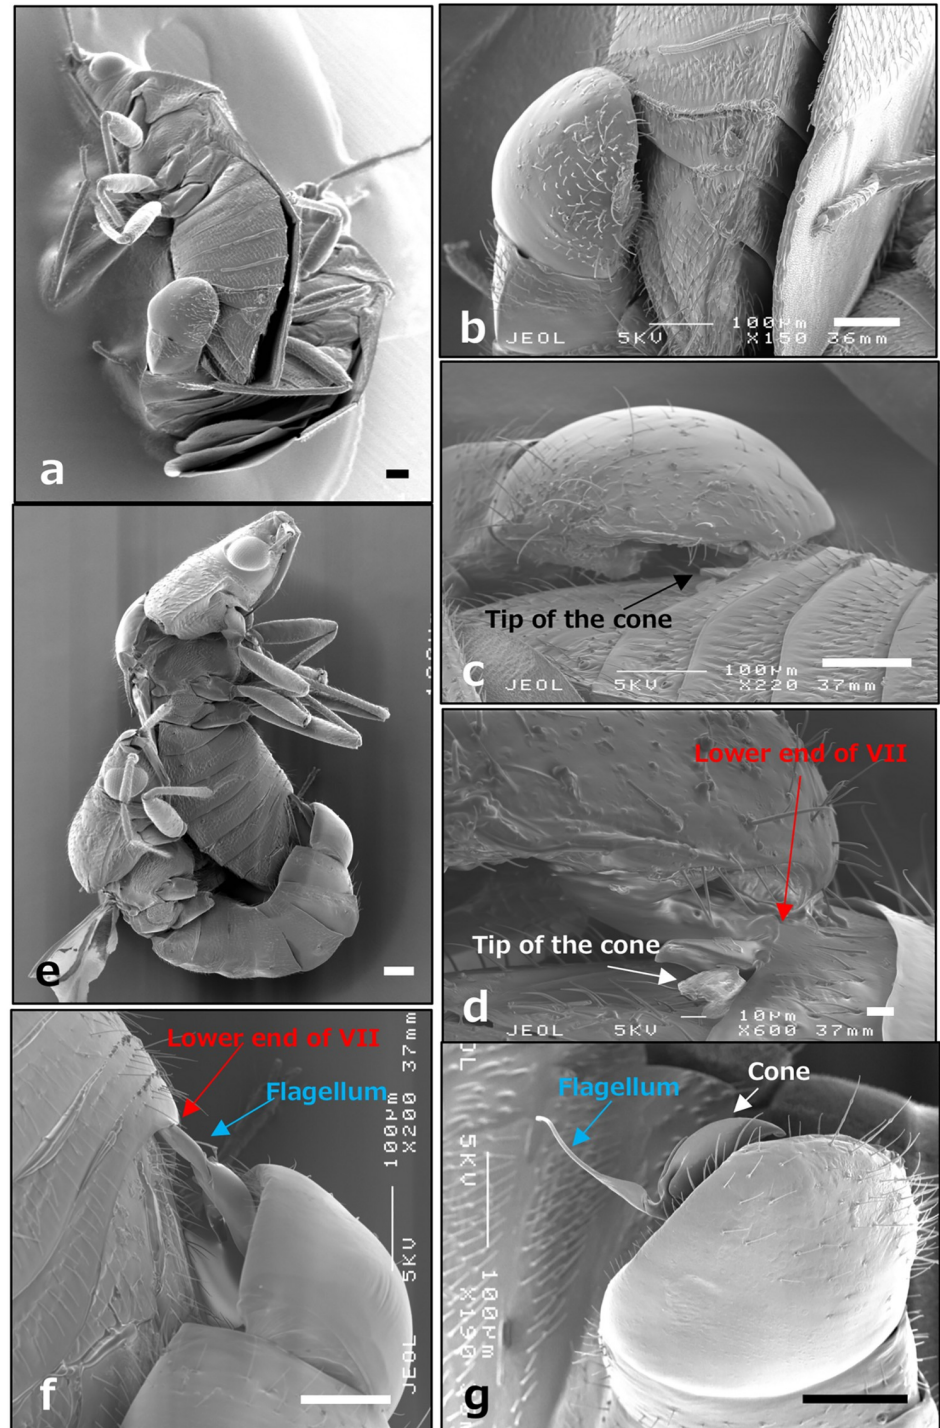 a
b
JEOL 5KV 100µm
X150 36mm
Tip of the cone
c
JEOL 5KV 100µm
X220 37mm
Lower end of VII
Tip of the cone
d
10µm
JEOL 5KV X600 37mm
e
Lower end of VII
Flagellum
f
JEOL 5KV 100µm
X200 37mm
Cone
Flagellum
OL 5KV 100µm
X190
g